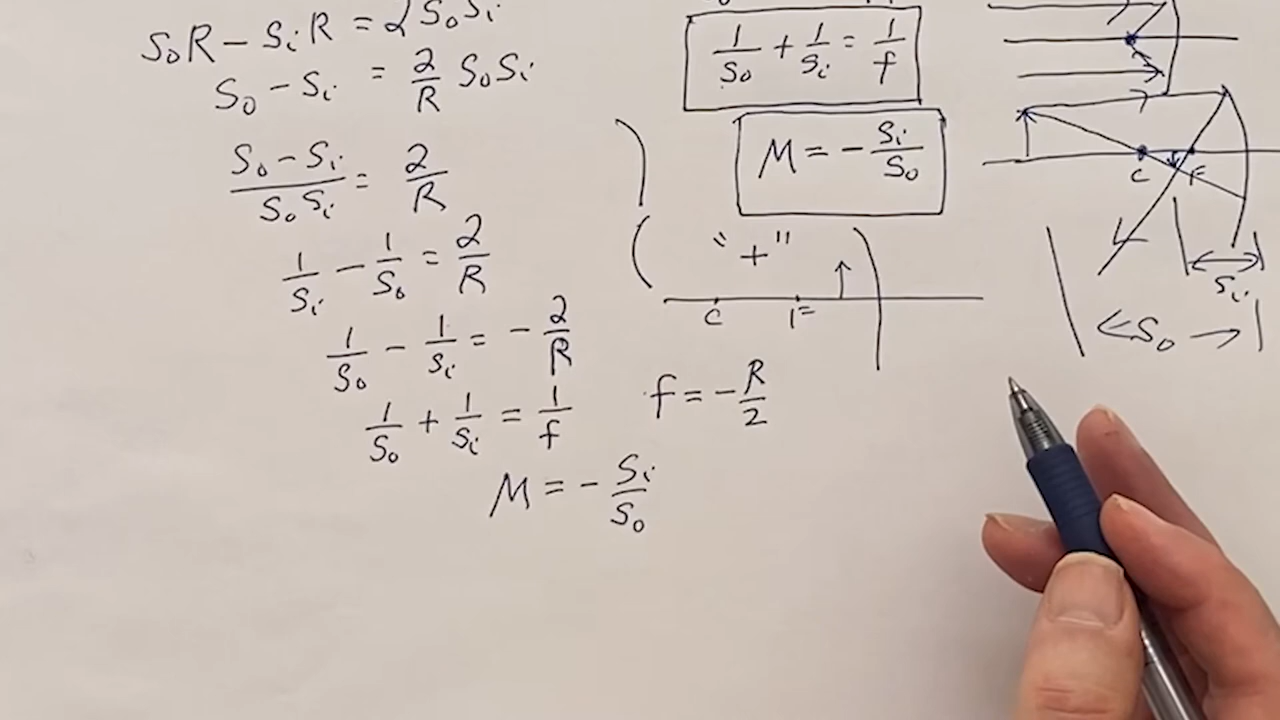 S₀R − SᵢR = 2S₀Sᵢ
S₀ − Sᵢ = 2/R S₀Sᵢ
(S₀ − Sᵢ)/(S₀Sᵢ) = 2/R
1/Sᵢ − 1/S₀ = 2/R
1/S₀ − 1/Sᵢ = −2/R
1/S₀ + 1/Sᵢ = 1/f
f = −R/2
M = −Sᵢ/S₀
1/S₀ + 1/Sᵢ = 1/f
M = −Sᵢ/S₀
"+"
C F
C F
Sᵢ
S₀